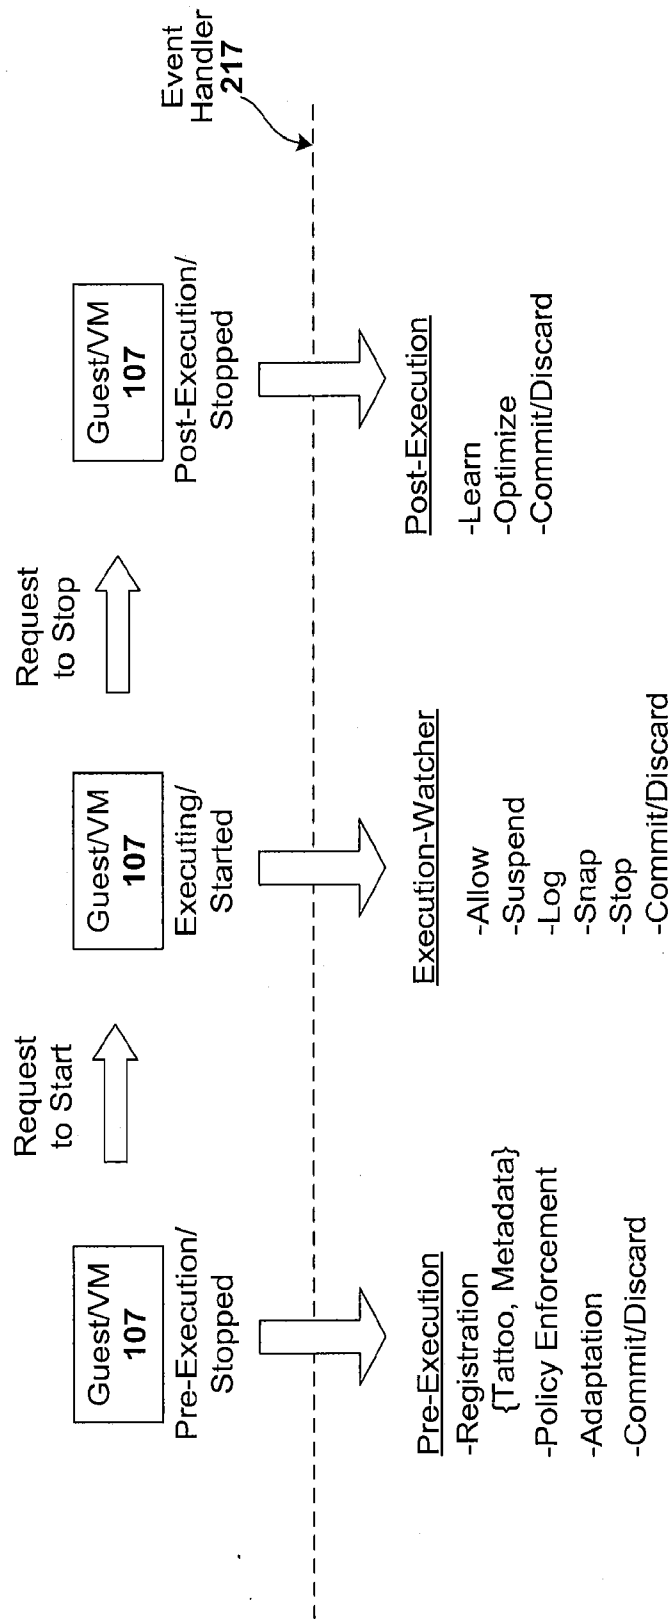 Guest/VM
107
Pre-Execution/
Stopped
Request
to Start
Guest/VM
107
Executing/
Started
Request
to Stop
Guest/VM
107
Post-Execution/
Stopped
Event
Handler
217
Pre-Execution
-Registration
{Tattoo, Metadata}
-Policy Enforcement
-Adaptation
-Commit/Discard
Execution-Watcher
-Allow
-Suspend
-Log
-Snap
-Stop
-Commit/Discard
Post-Execution
-Learn
-Optimize
-Commit/Discard